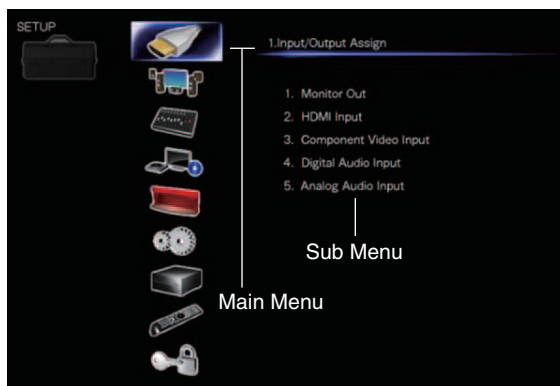 SETUP
1.Input/Output Assign
1. Monitor Out
2. HDMI Input
3. Component Video Input
4. Digital Audio Input
5. Analog Audio Input
Sub Menu
Main Menu